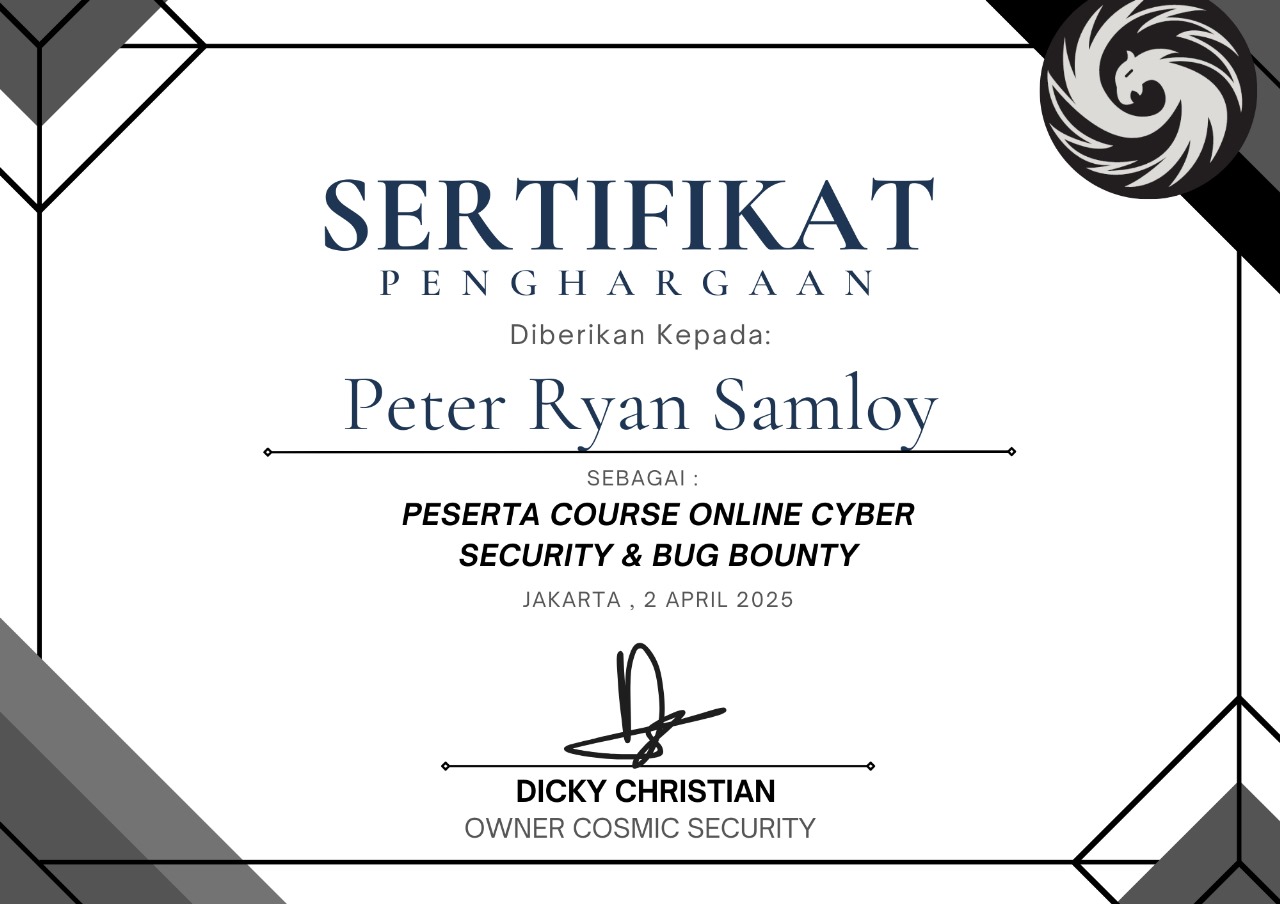 SERTIFIKAT
PENGHARGAAN
Diberikan Kepada:
Peter Ryan Samloy
SEBAGAI :
PESERTA COURSE ONLINE CYBER
SECURITY & BUG BOUNTY
JAKARTA , 2 APRIL 2025
DICKY CHRISTIAN
OWNER COSMIC SECURITY